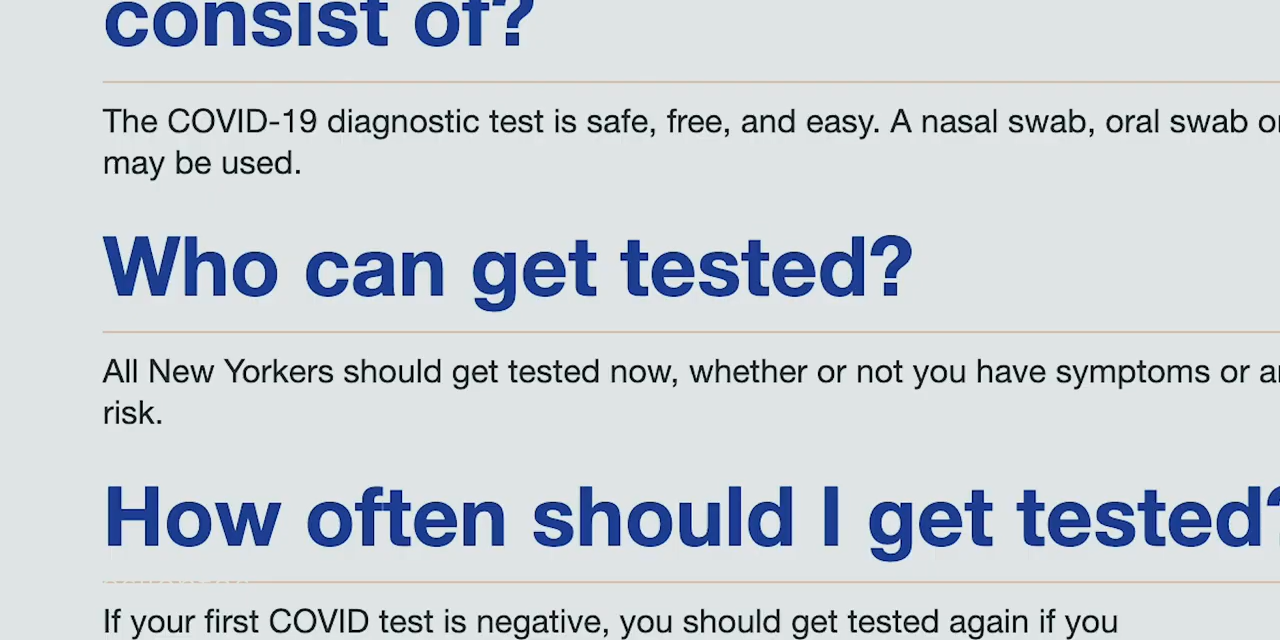 consist of?
The COVID-19 diagnostic test is safe, free, and easy. A nasal swab, oral swab
may be used.
Who can get tested?
All New Yorkers should get tested now, whether or not you have symptoms or
risk.
How often should I get tested?
If your first COVID test is negative, you should get tested again if you